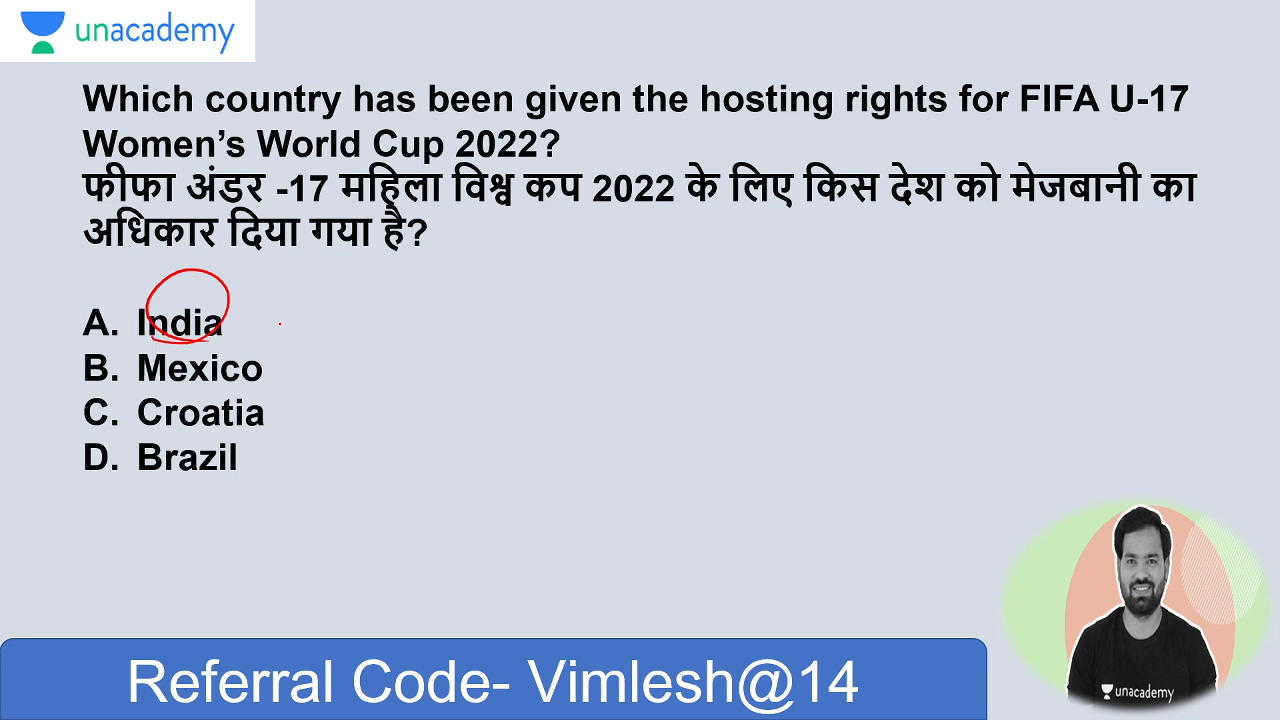 unacademy
Which country has been given the hosting rights for FIFA U-17
Women’s World Cup 2022?
फीफा अंडर -17 महिला विश्व कप 2022 के लिए किस देश को मेजबानी का
अधिकार दिया गया है?
A. India
B. Mexico
C. Croatia
D. Brazil
unacademy
Referral Code- Vimlesh@14